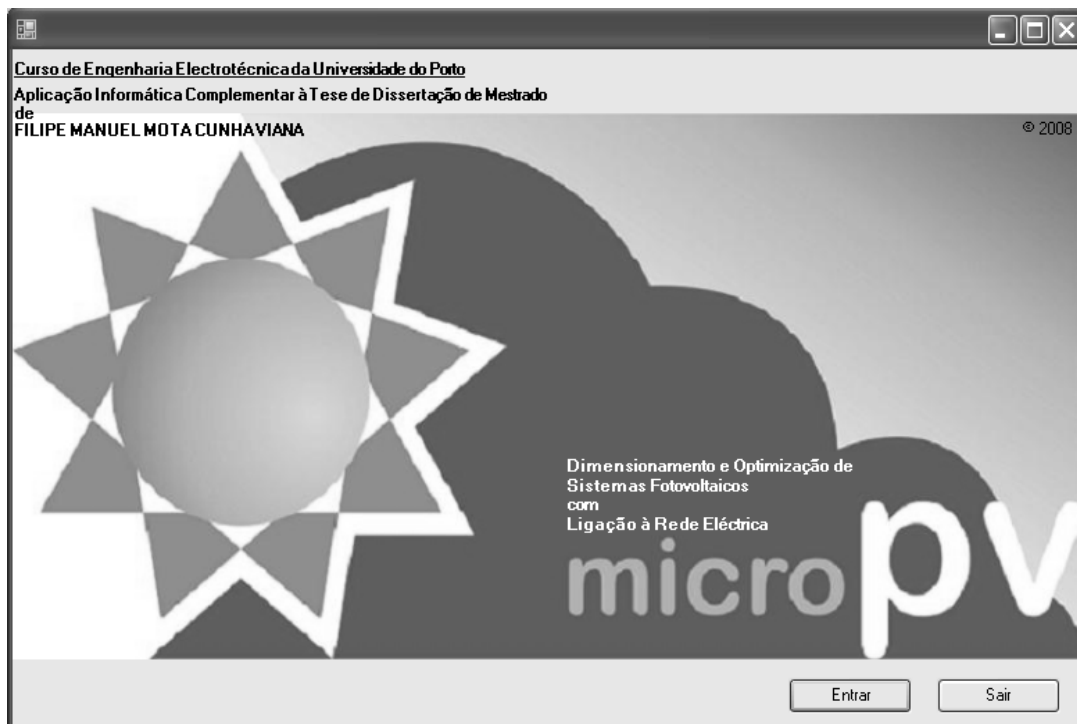 Curso de Engenharia Electrotécnica da Universidade do Porto
Aplicação Informática Complementar à Tese de Dissertação de Mestrado
de
FILIPE MANUEL MOTA CUNHA VIANA
© 2008
Dimensionamento e Optimização de
Sistemas Fotovoltaicos
com
Ligação à Rede Eléctrica
micropv
Entrar
Sair